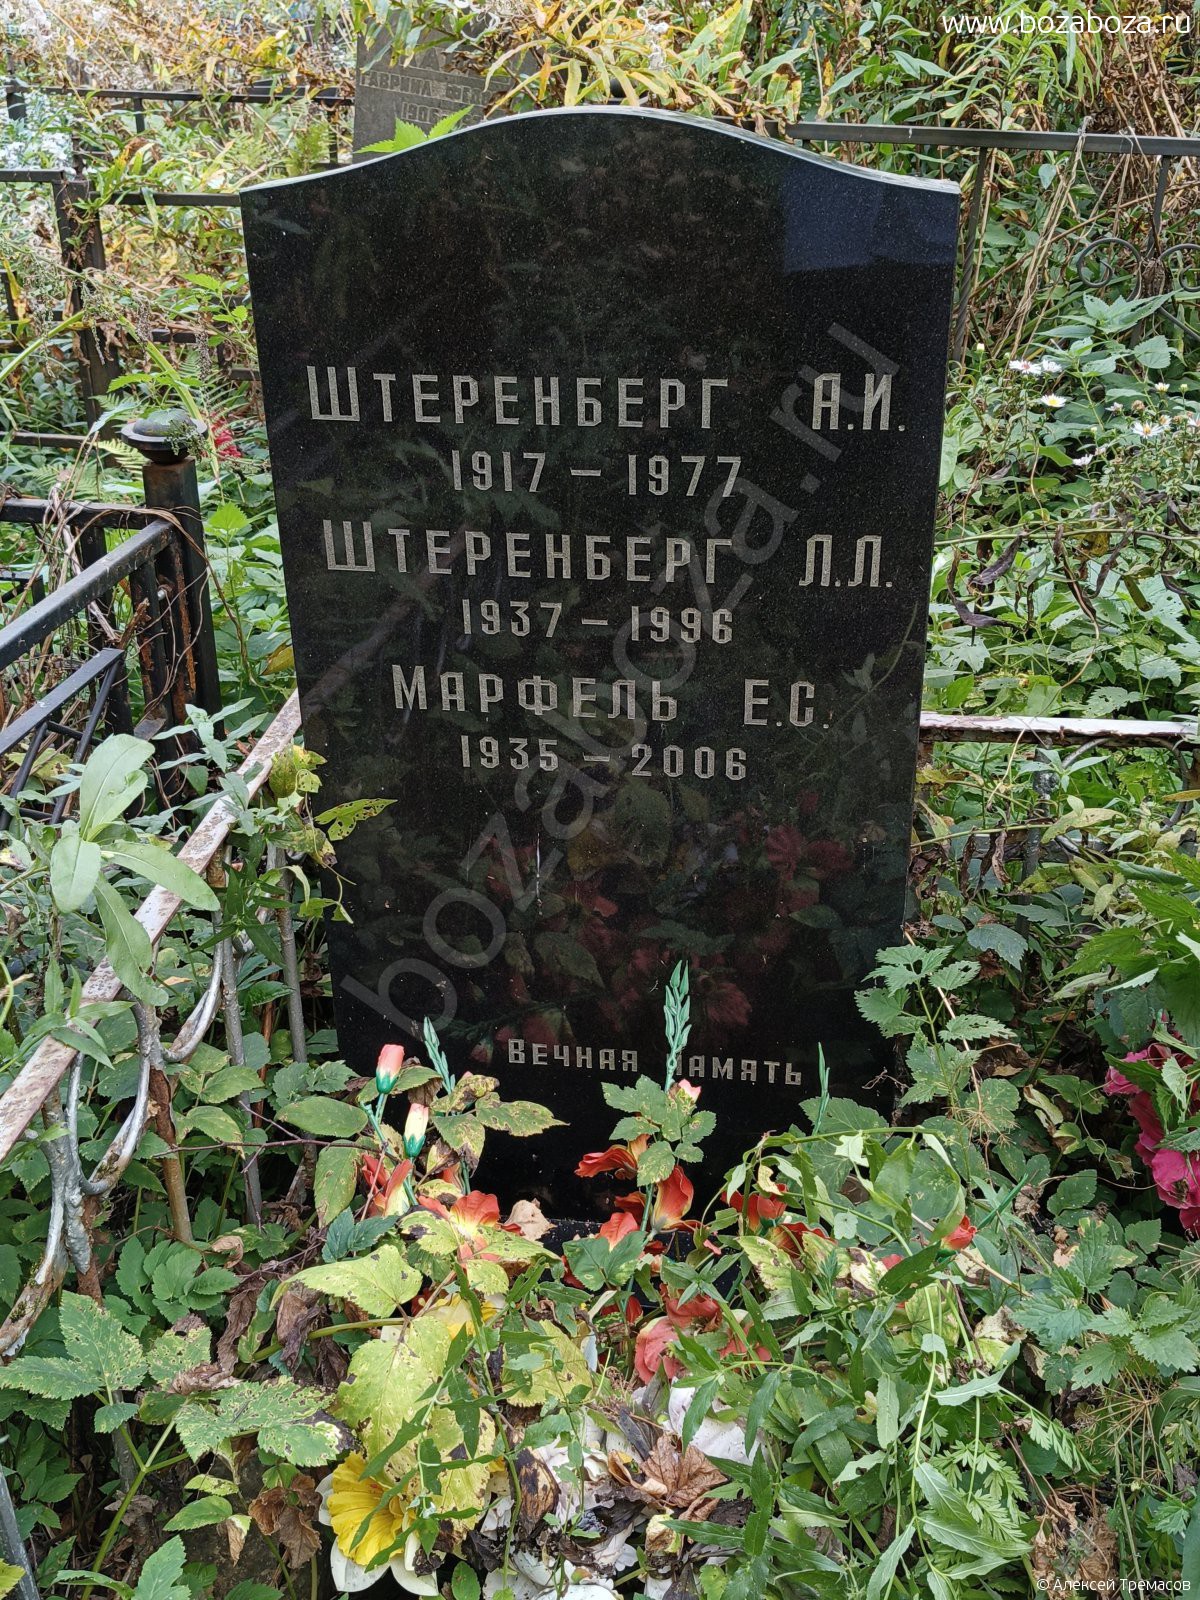 www.bozaboza.ru
ШТЕРЕНБЕРГ А.И.
1917 – 1977
ШТЕРЕНБЕРГ Л.Л.
1937 – 1996
МАРФЕЛЬ Е.С.
1935 – 2006
ВЕЧНАЯ ПАМЯТЬ
bozaboza.ru
© Алексей Тремасов